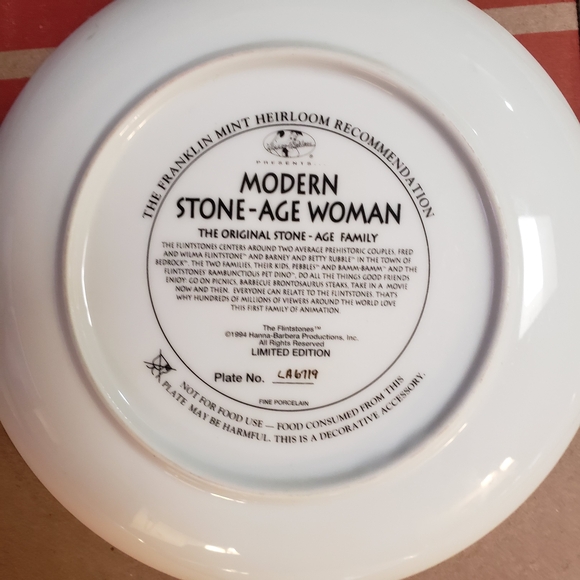 THE FRANKLIN MINT HEIRLOOM RECOMMENDATION
PRESENTS
MODERN
STONE-AGE WOMAN
THE ORIGINAL STONE-AGE FAMILY
THE FLINTSTONES CENTERS AROUND TWO AVERAGE PREHISTORIC COUPLES, FRED
AND WILMA FLINTSTONE™ AND BARNEY AND BETTY RUBBLE™ IN THE TOWN OF
BEDROCK™. THE TWO FAMILIES, THEIR KIDS, PEBBLES™ AND BAMM-BAMM™ AND THE
FLINTSTONES' RAMBUNCTIOUS PET DINO™, DO ALL THE THINGS GOOD FRIENDS
ENJOY: GO ON PICNICS, BARBECUE BRONTOSAURUS STEAKS, TAKE IN A MOVIE
NOW AND THEN. EVERYONE CAN RELATE TO THE FLINTSTONES. THAT'S
WHY HUNDREDS OF MILLIONS OF VIEWERS AROUND THE WORLD LOVE
THIS FIRST FAMILY OF ANIMATION.
The Flintstones™
©1994 Hanna-Barbera Productions, Inc.
All Rights Reserved
LIMITED EDITION
Plate No. LA6719
FINE PORCELAIN
NOT FOR FOOD USE — FOOD CONSUMED FROM THIS
PLATE MAY BE HARMFUL. THIS IS A DECORATIVE ACCESSORY.